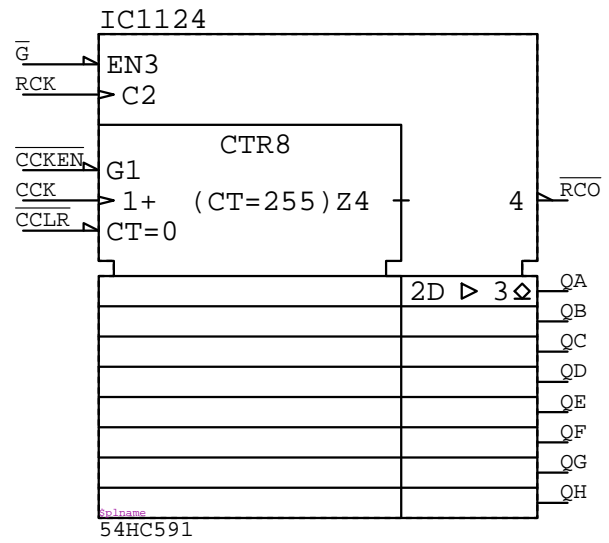 IC1124
G
EN3
RCK
C2
CTR8
CCKEN
G1
CCK
1+
(CT=255)Z4
4
RCO
CCLR
CT=0
2D
3
QA
QB
QC
QD
QE
QF
QG
QH
$plname
54HC591